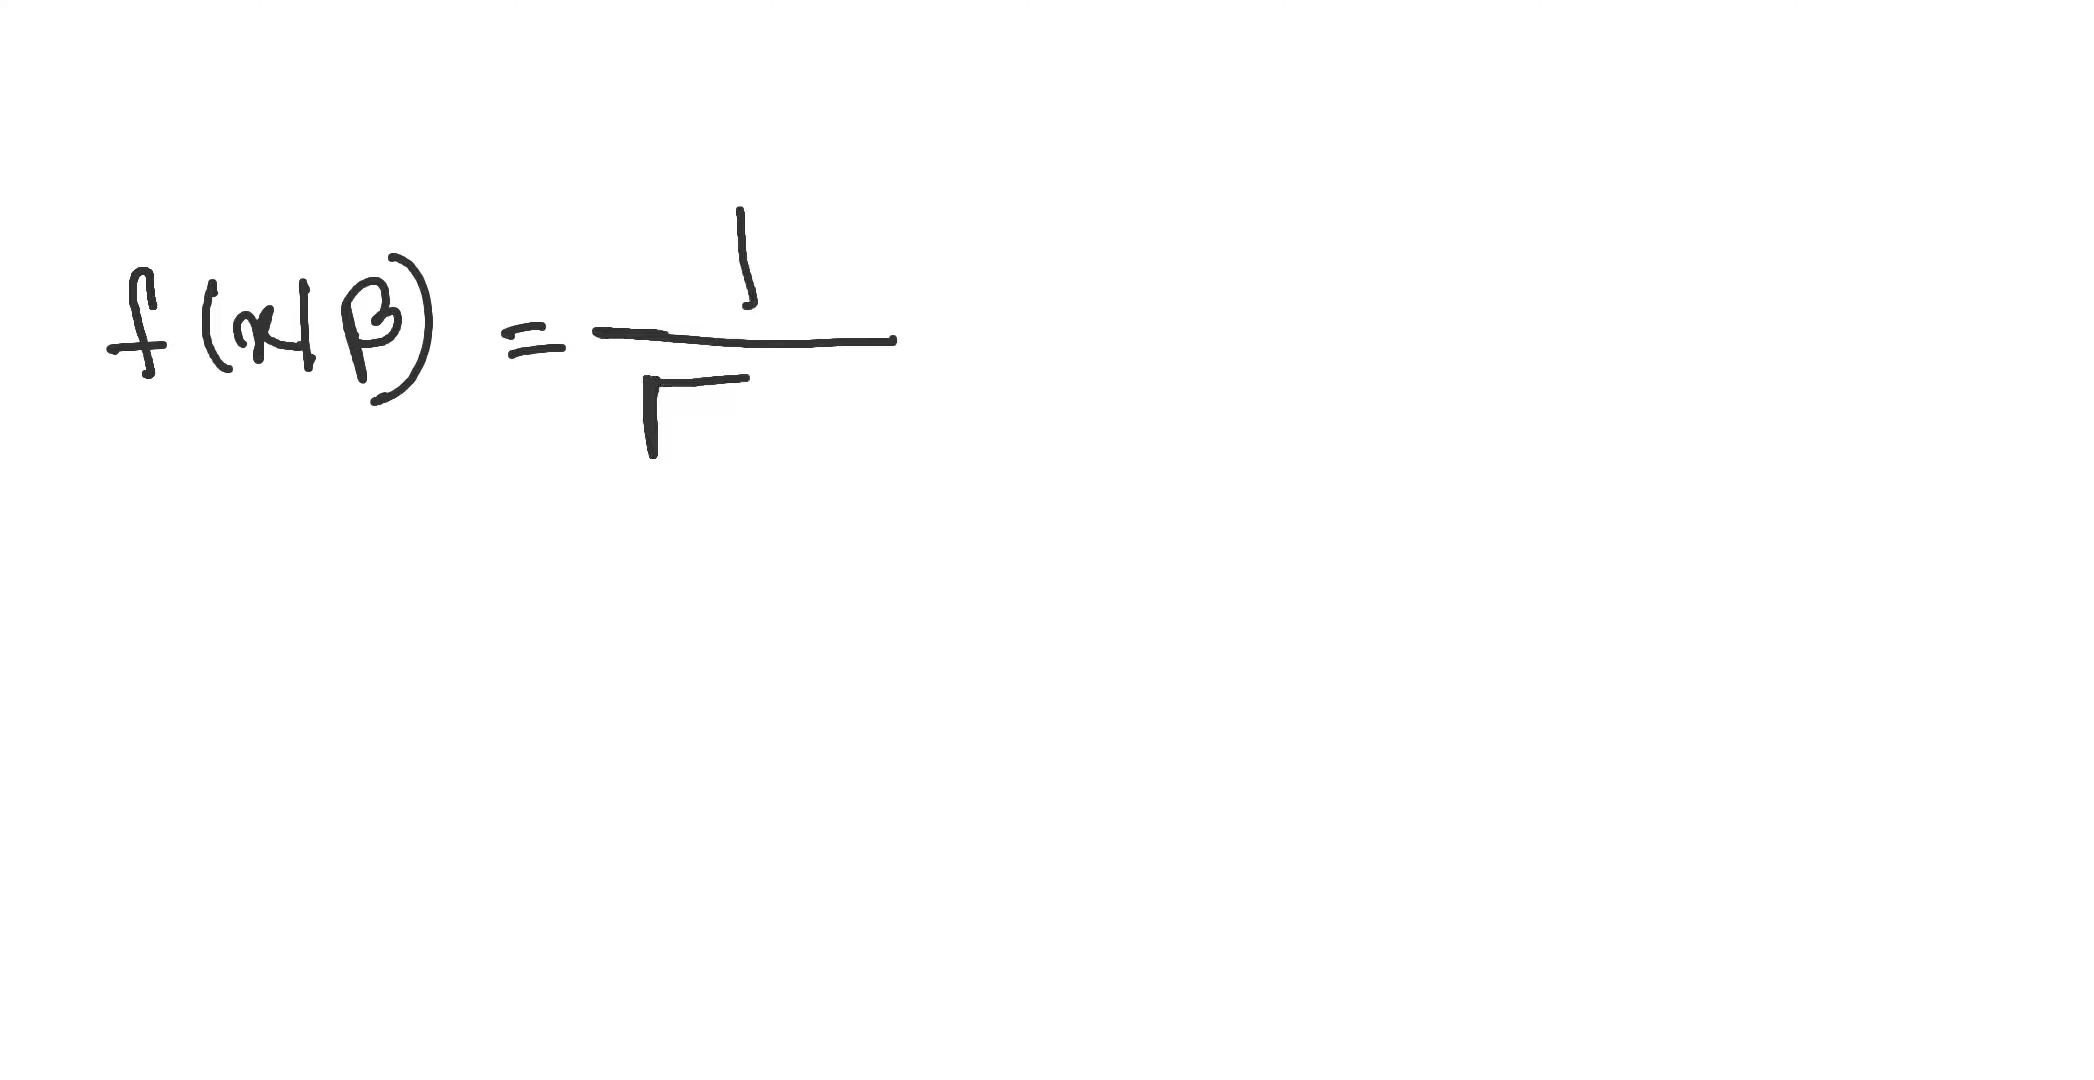 f(x|β) = 1/Γ